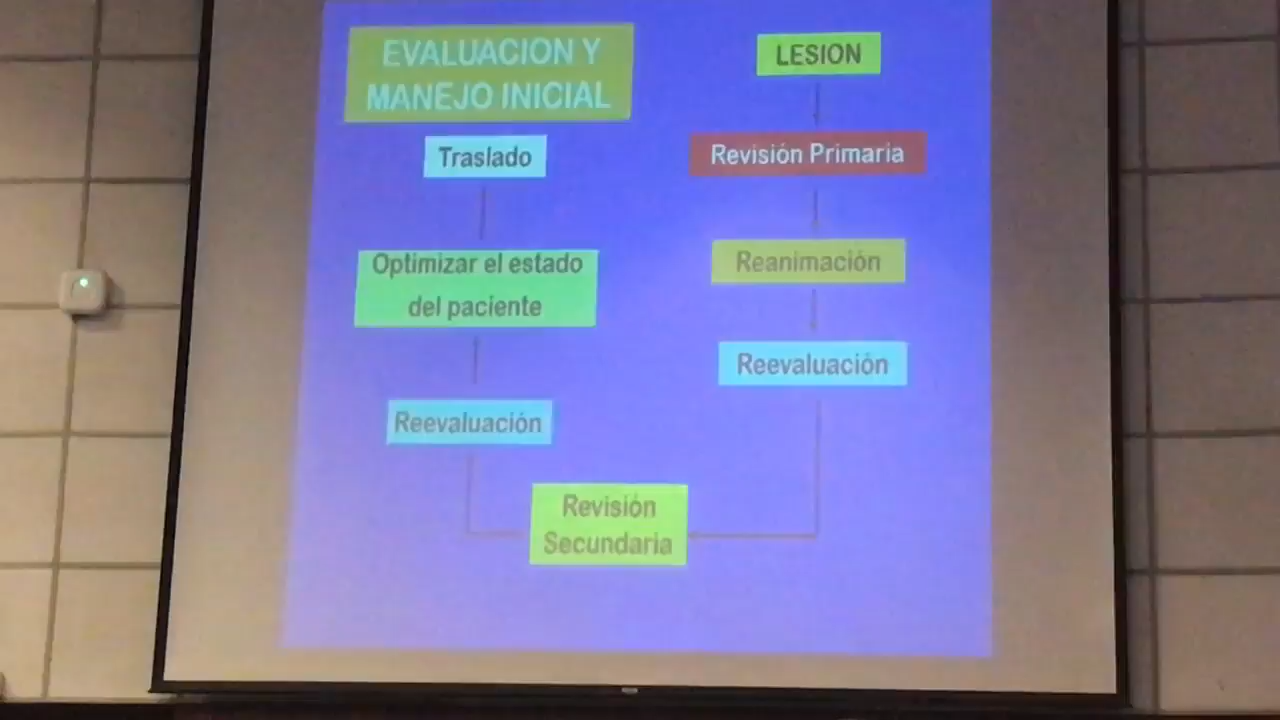 EVALUACION Y
MANEJO INICIAL
Traslado
Optimizar el estado
del paciente
Reevaluación
LESION
Revisión Primaria
Reanimación
Reevaluación
Revisión
Secundaria